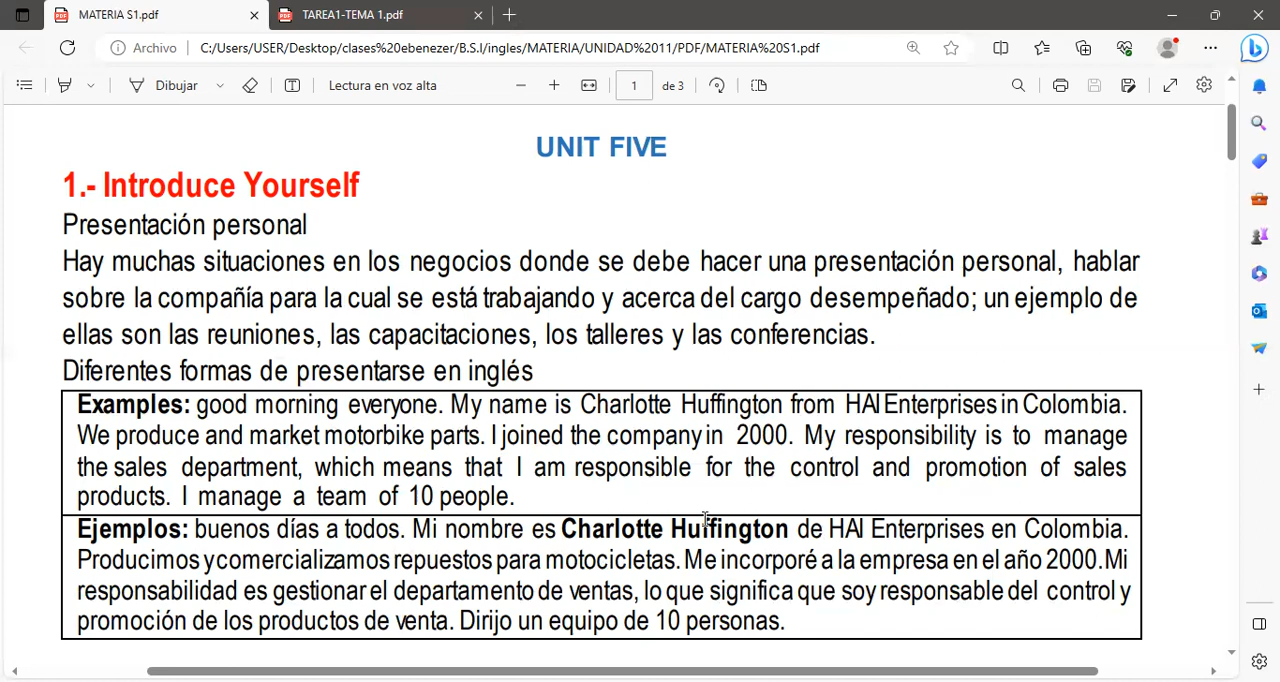 MATERIA S1.pdf
TAREA1-TEMA 1.pdf
Archivo
C:/Users/USER/Desktop/clases%20ebenezer/B.S.I/ingles/MATERIA/UNIDAD%2011/PDF/MATERIA%20S1.pdf
Dibujar
Lectura en voz alta
1
de 3
UNIT FIVE
1.- Introduce Yourself
Presentación personal
Hay muchas situaciones en los negocios donde se debe hacer una presentación personal, hablar
sobre la compañía para la cual se está trabajando y acerca del cargo desempeñado; un ejemplo de
ellas son las reuniones, las capacitaciones, los talleres y las conferencias.
Diferentes formas de presentarse en inglés
Examples: good morning everyone. My name is Charlotte Huffington from HAI Enterprises in Colombia.
We produce and market motorbike parts. I joined the company in 2000. My responsibility is to manage
the sales department, which means that I am responsible for the control and promotion of sales
products. I manage a team of 10 people.
Ejemplos: buenos días a todos. Mi nombre es Charlotte Huffington de HAI Enterprises en Colombia.
Producimos y comercializamos repuestos para motocicletas. Me incorporé a la empresa en el año 2000. Mi
responsabilidad es gestionar el departamento de ventas, lo que significa que soy responsable del control y
promoción de los productos de venta. Dirijo un equipo de 10 personas.